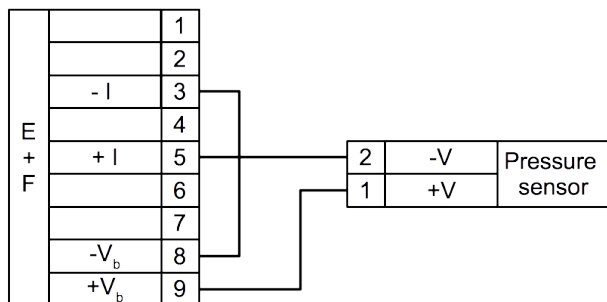 E + F
1
2
- I 3
4
+ I 5
6
7
-Vb 8
+Vb 9
2 -V
1 +V
Pressure
sensor